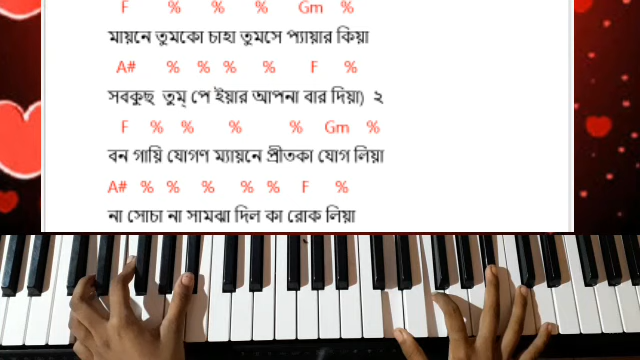 F % % % Gm %
মায়নে তুমকো চাহা তুমসে প্যায়ার কিয়া
A# % % % % F %
সবকুছ তুম্ পে ইয়ার আপনা বার দিয়া) ২
F % % % % Gm %
বন গায়ি যোগণ ম্যায়নে প্রীতকা যোগ লিয়া
A# % % % % % F %
না সোচা না সামঝা দিল কা রোক লিয়া